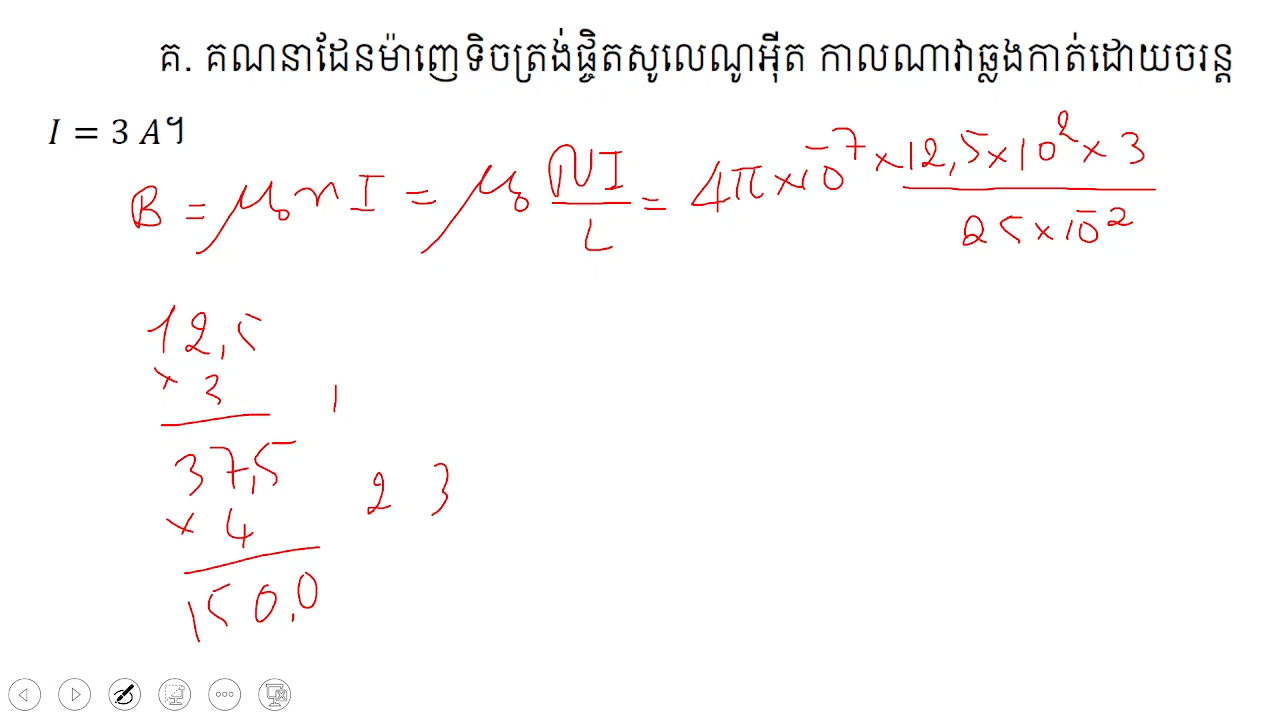 គ. គណនាដែនម៉ាញេទិចត្រង់ផ្ចិតសូលេណូអ៊ីត កាលណាវាឆ្លងកាត់ដោយចរន្ត
I = 3 A។
B = μ₀ n I = μ₀ NI/L = 4π × 10⁻⁷ × 12,5 × 10² × 3 / 25 × 10⁻²
12,5
× 3
1
37,5
2 3
× 4
150,0